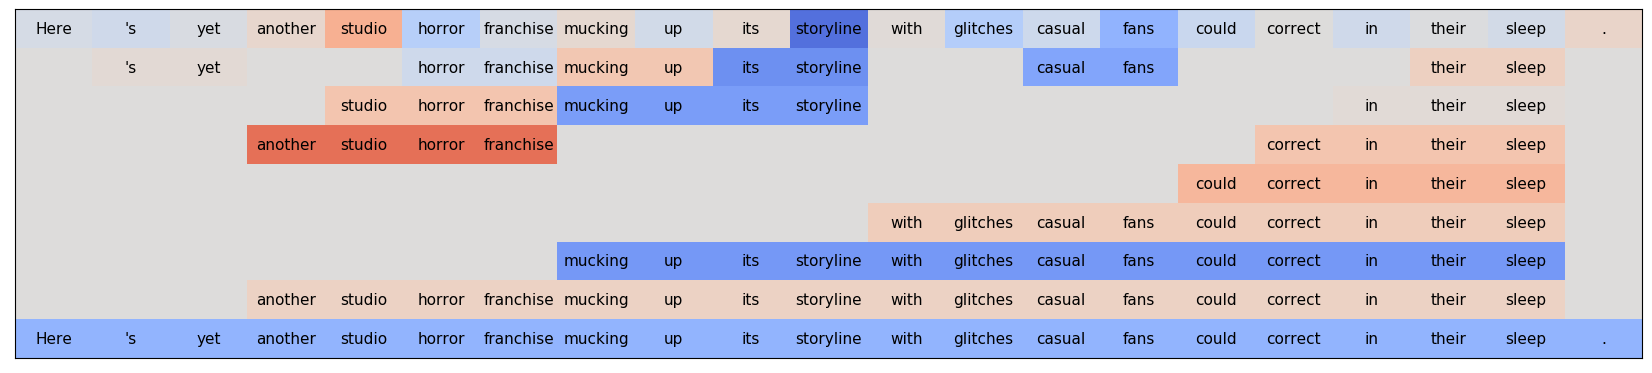 Here 's yet another studio horror franchise mucking up its storyline with glitches casual fans could correct in their sleep .
's yet horror franchise mucking up its storyline casual fans their sleep
studio horror franchise mucking up its storyline in their sleep
another studio horror franchise correct in their sleep
could correct in their sleep
with glitches casual fans could correct in their sleep
mucking up its storyline with glitches casual fans could correct in their sleep
another studio horror franchise mucking up its storyline with glitches casual fans could correct in their sleep
Here 's yet another studio horror franchise mucking up its storyline with glitches casual fans could correct in their sleep .